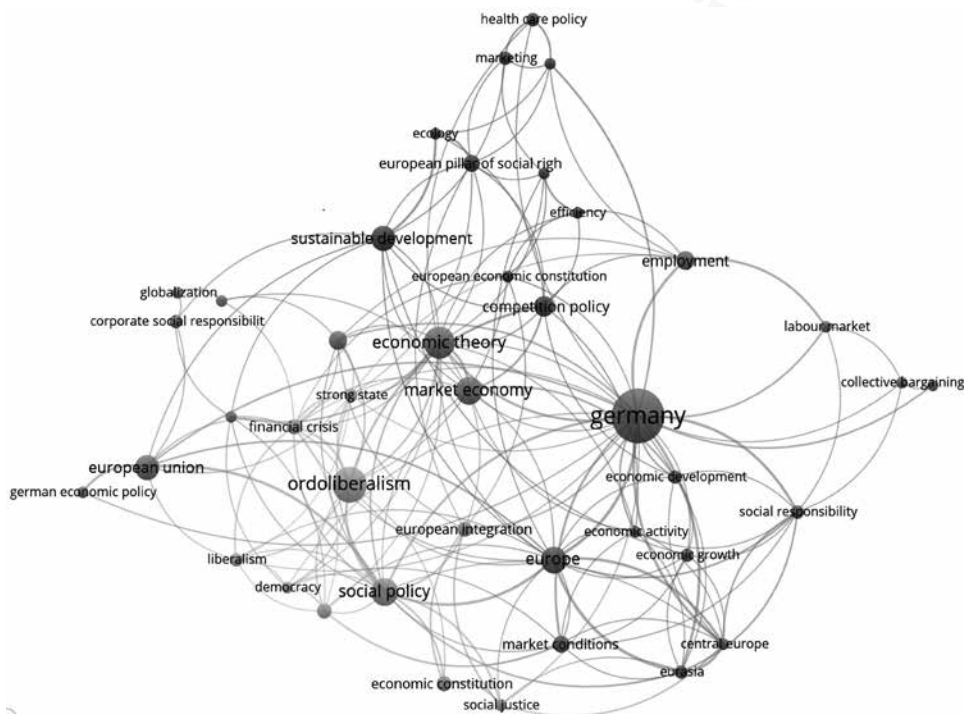 health care policy
marketing
ecology
european pillar of social righ
efficiency
sustainable development
employment
european economic constitution
globalization
competition policy
corporate social responsibilit
labour market
economic theory
collective bargaining
market economy
strong state
germany
financial crisis
european union
economic development
ordoliberalism
german economic policy
social responsibility
european integration
economic activity
economic growth
liberalism
europe
democracy
social policy
market conditions
central europe
eurasia
economic constitution
social justice